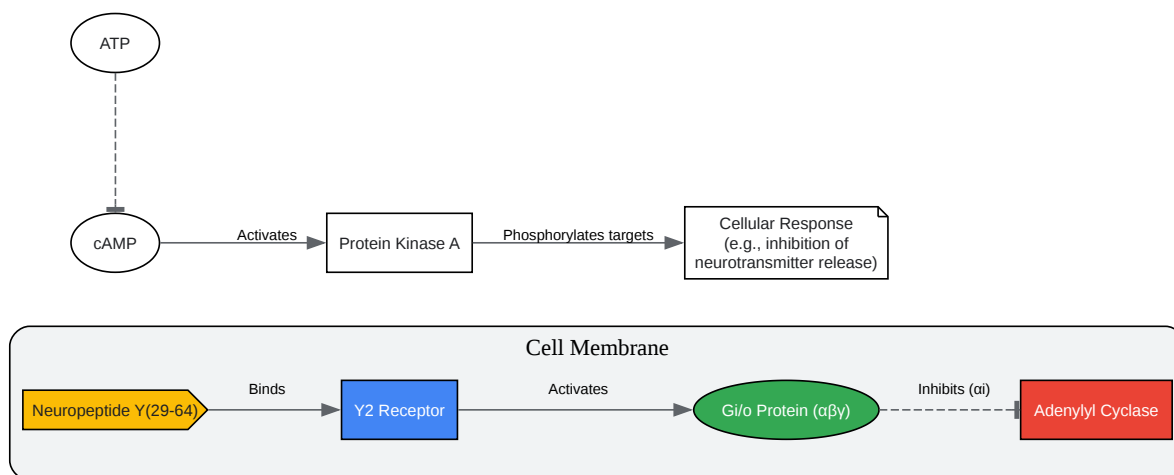 ATP
cAMP
Activates
Protein Kinase A
Phosphorylates targets
Cellular Response
(e.g., inhibition of
neurotransmitter release)
Cell Membrane
Neuropeptide Y(29-64)
Binds
Y2 Receptor
Activates
Gi/o Protein (αβγ)
Inhibits (αi)
Adenylyl Cyclase